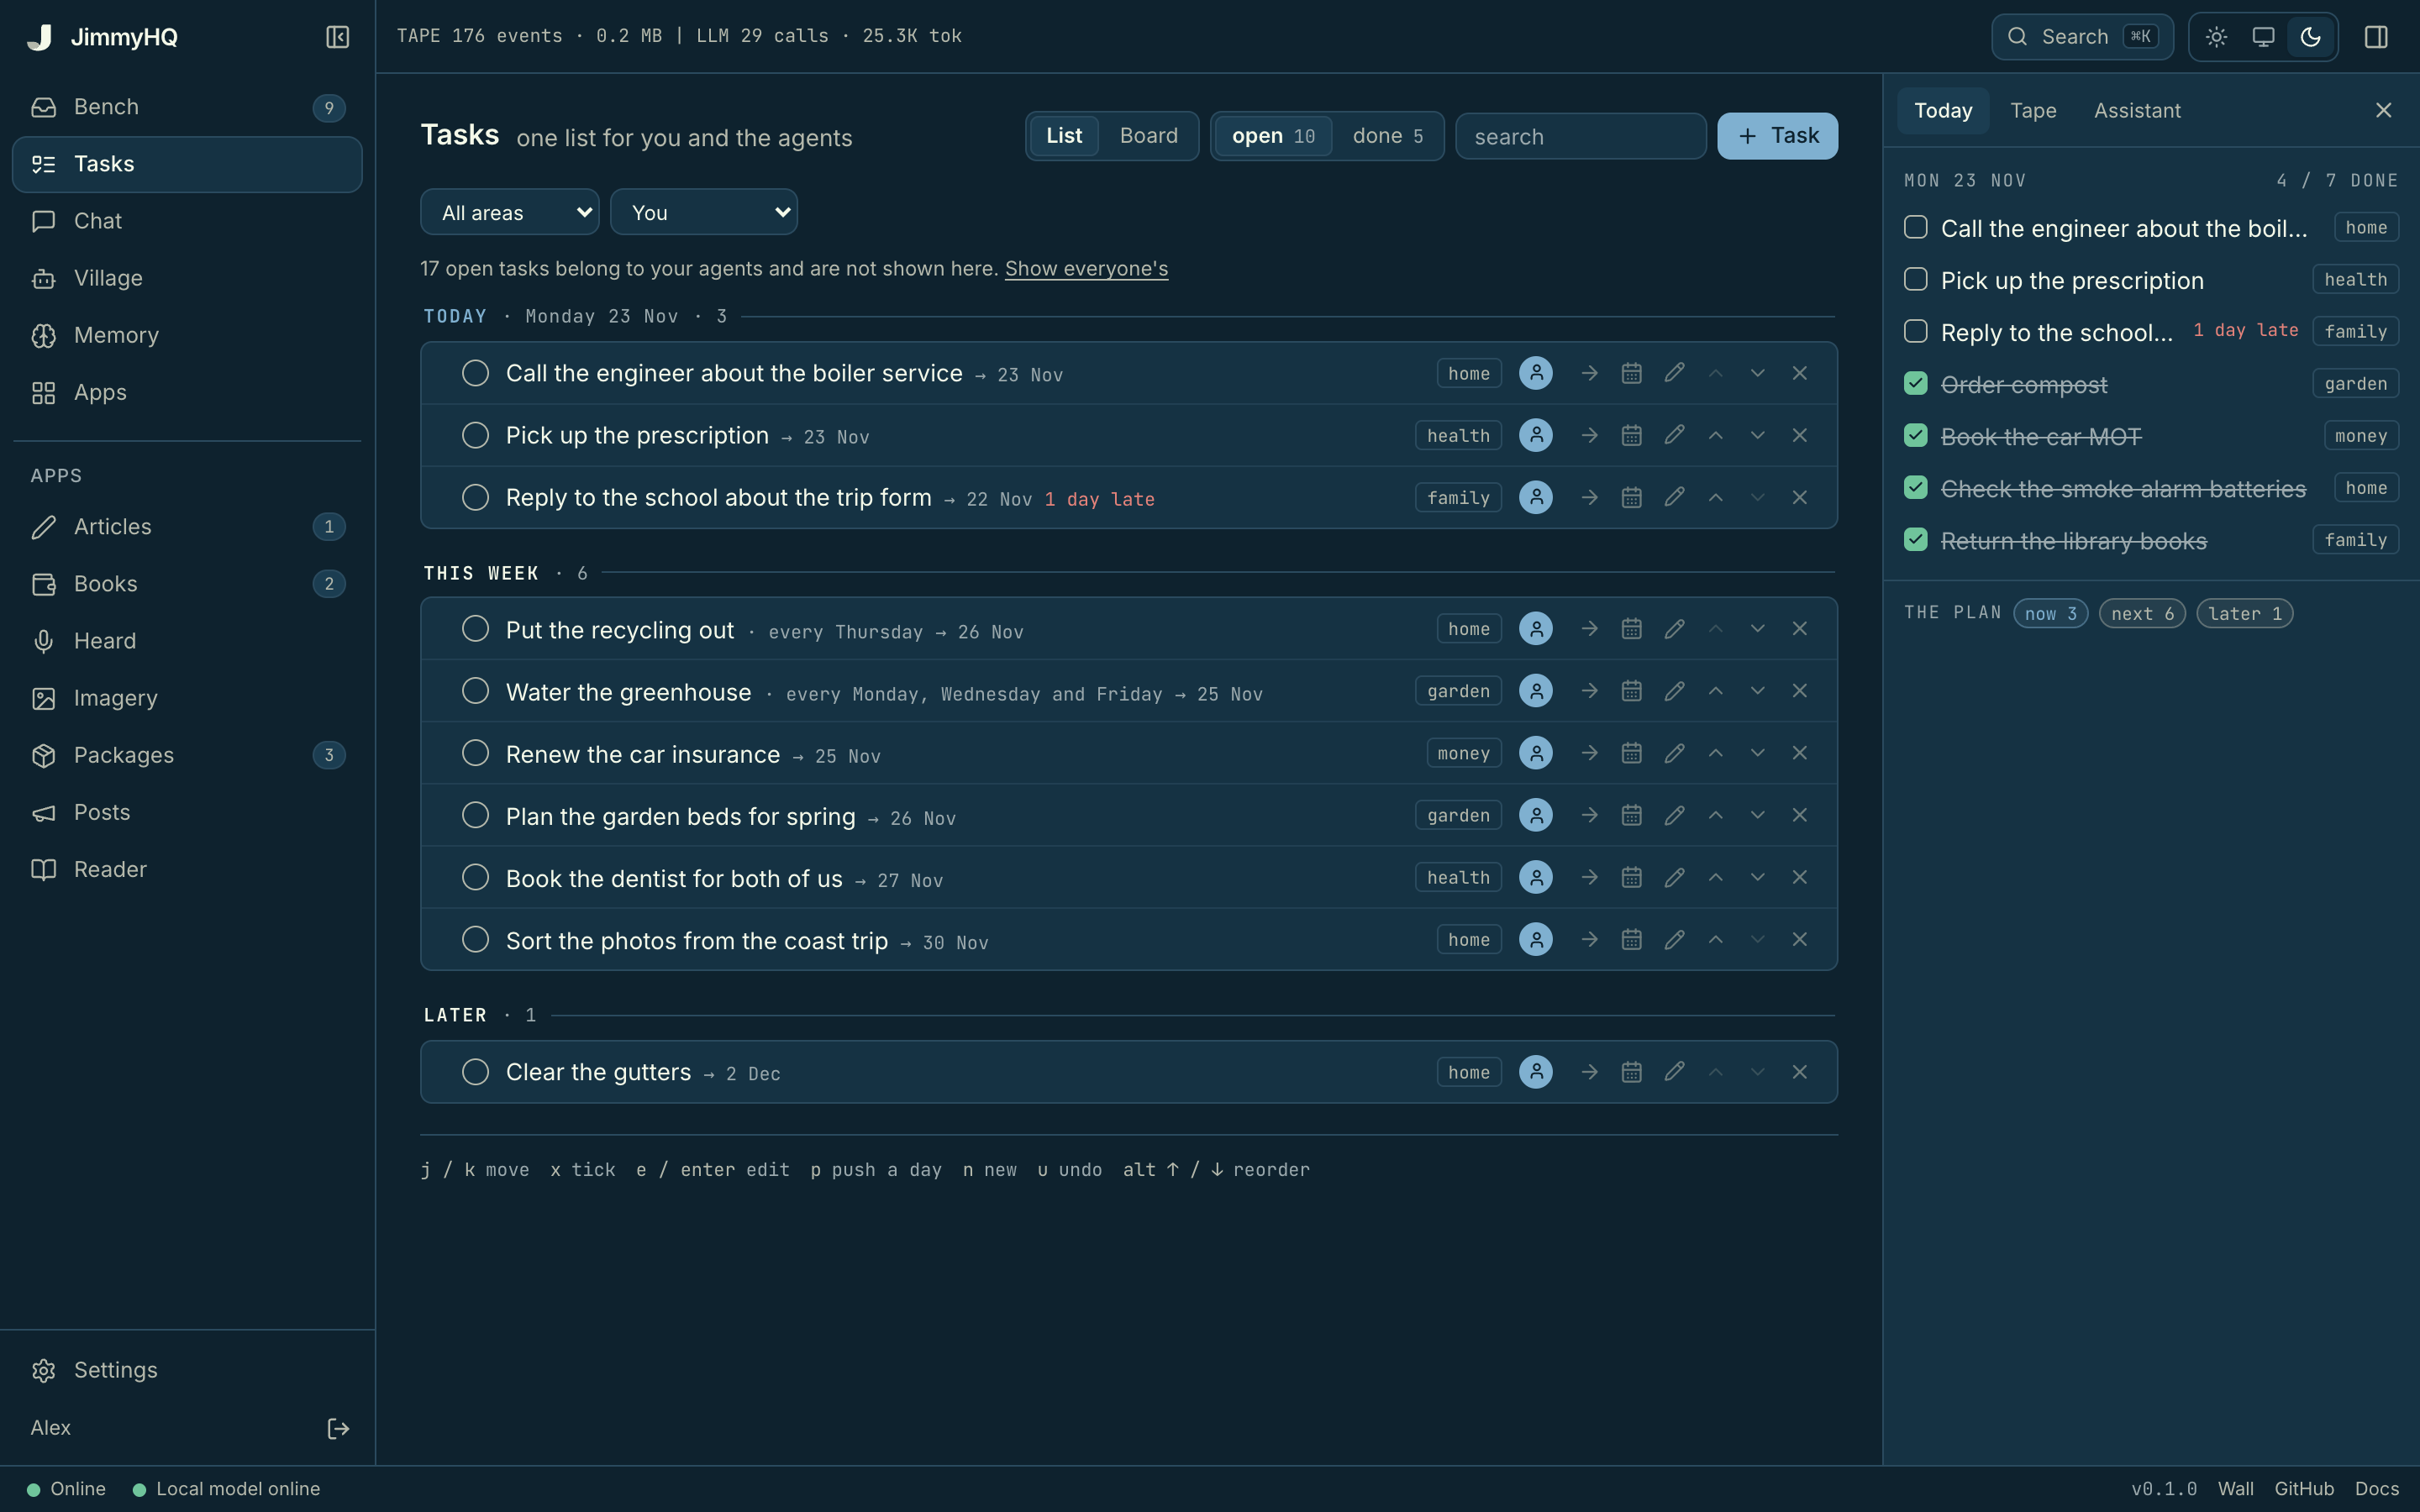 JimmyHQ
TAPE 176 events · 0.2 MB | LLM 29 calls · 25.3K tok
Search ⌘K
Bench 9
Tasks
Chat
Village
Memory
Apps
APPS
Articles 1
Books 2
Heard
Imagery
Packages 3
Posts
Reader
Settings
Alex
Tasks one list for you and the agents
List Board
open 10 done 5
search
+ Task
All areas
You
17 open tasks belong to your agents and are not shown here. Show everyone's
TODAY · Monday 23 Nov · 3
Call the engineer about the boiler service → 23 Nov home
Pick up the prescription → 23 Nov health
Reply to the school about the trip form → 22 Nov 1 day late family
THIS WEEK · 6
Put the recycling out · every Thursday → 26 Nov home
Water the greenhouse · every Monday, Wednesday and Friday → 25 Nov garden
Renew the car insurance → 25 Nov money
Plan the garden beds for spring → 26 Nov garden
Book the dentist for both of us → 27 Nov health
Sort the photos from the coast trip → 30 Nov home
LATER · 1
Clear the gutters → 2 Dec home
j / k move x tick e / enter edit p push a day n new u undo alt ↑ / ↓ reorder
Today Tape Assistant
MON 23 NOV 4 / 7 DONE
Call the engineer about the boil... home
Pick up the prescription health
Reply to the school... 1 day late family
Order compost garden
Book the car MOT money
Check the smoke alarm batteries home
Return the library books family
THE PLAN now 3 next 6 later 1
Online Local model online
v0.1.0 Wall GitHub Docs